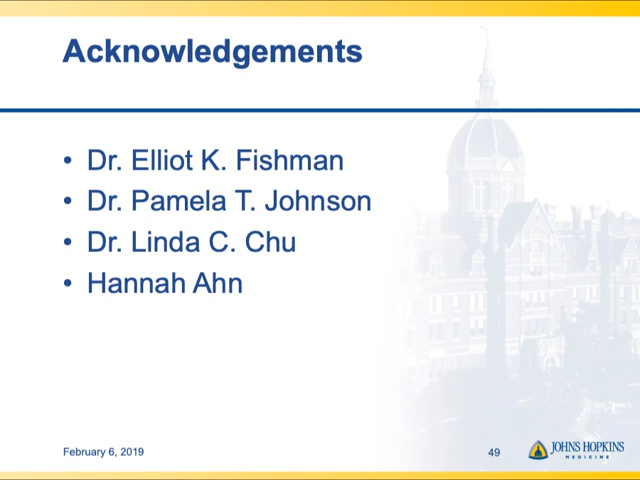 Acknowledgements
• Dr. Elliot K. Fishman
• Dr. Pamela T. Johnson
• Dr. Linda C. Chu
• Hannah Ahn
February 6, 2019
49
JOHNS HOPKINS
MEDICINE